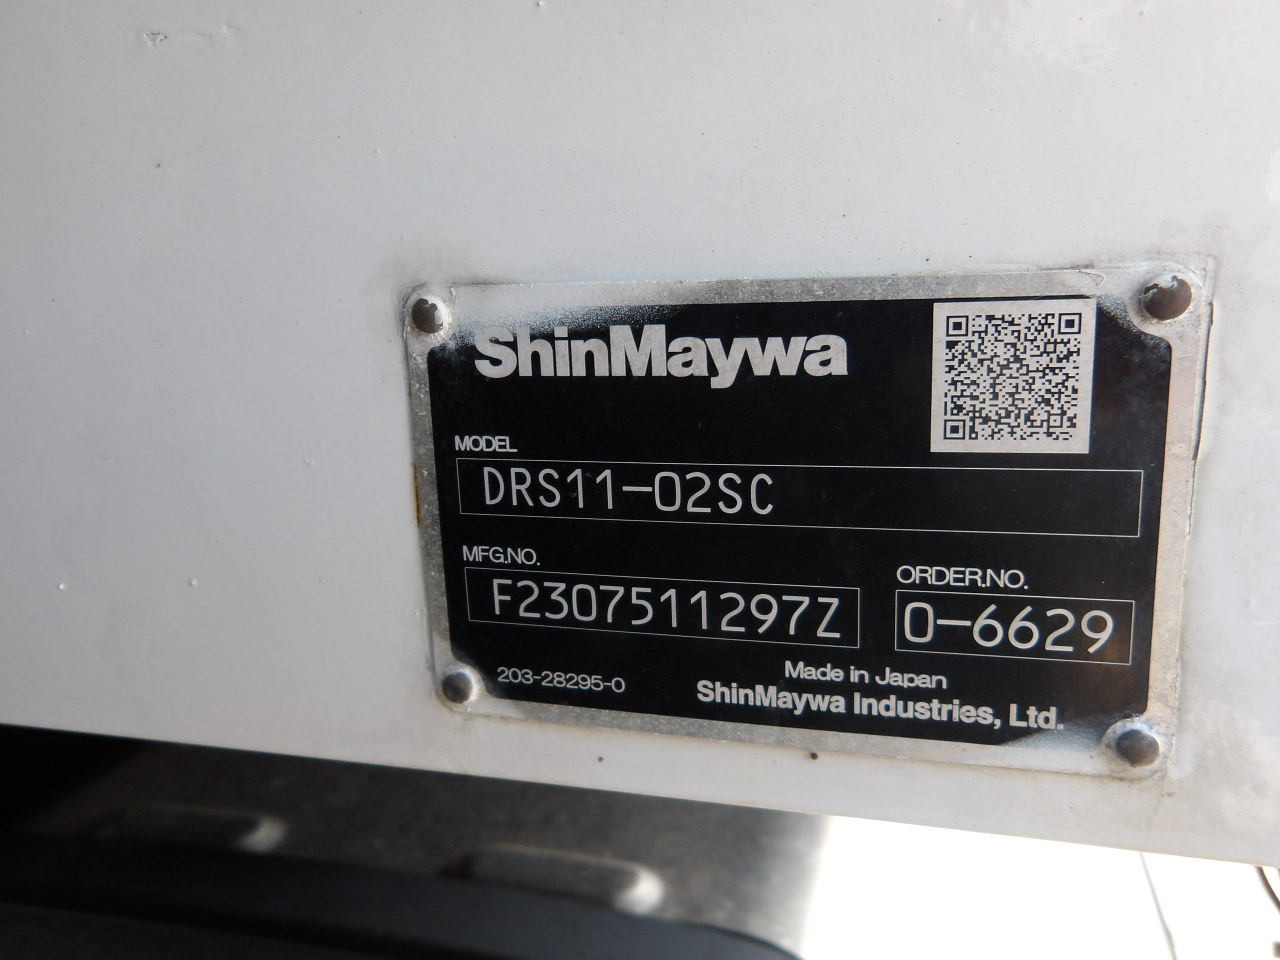 ShinMaywa
MODEL
DRS11-02SC
MFG.NO.
F2307511297Z
ORDER.NO.
0-6629
203-28295-0
Made in Japan
ShinMaywa Industries, Ltd.